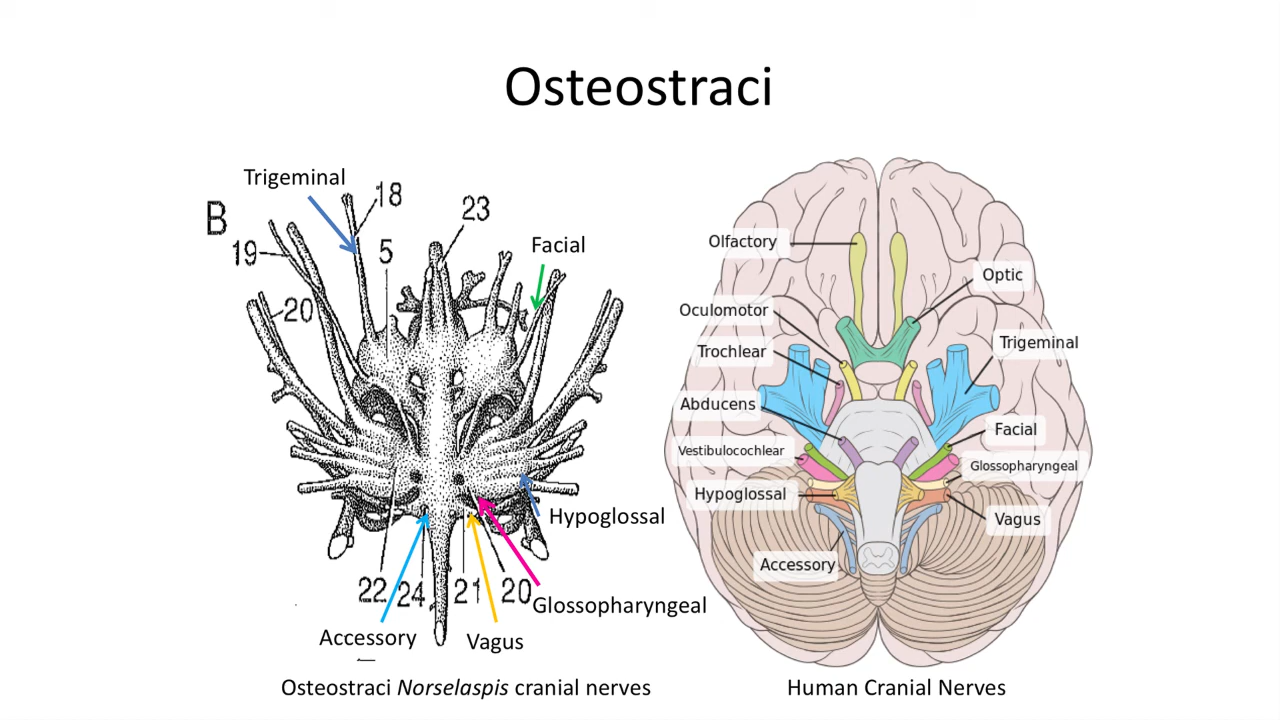 Osteostraci
Trigeminal
B
18
23
19
5
Facial
20
Hypoglossal
22
24
21
20
Glossopharyngeal
Accessory
Vagus
Osteostraci Norselaspis cranial nerves
Olfactory
Optic
Oculomotor
Trochlear
Trigeminal
Abducens
Facial
Vestibulocochlear
Glossopharyngeal
Hypoglossal
Vagus
Accessory
Human Cranial Nerves